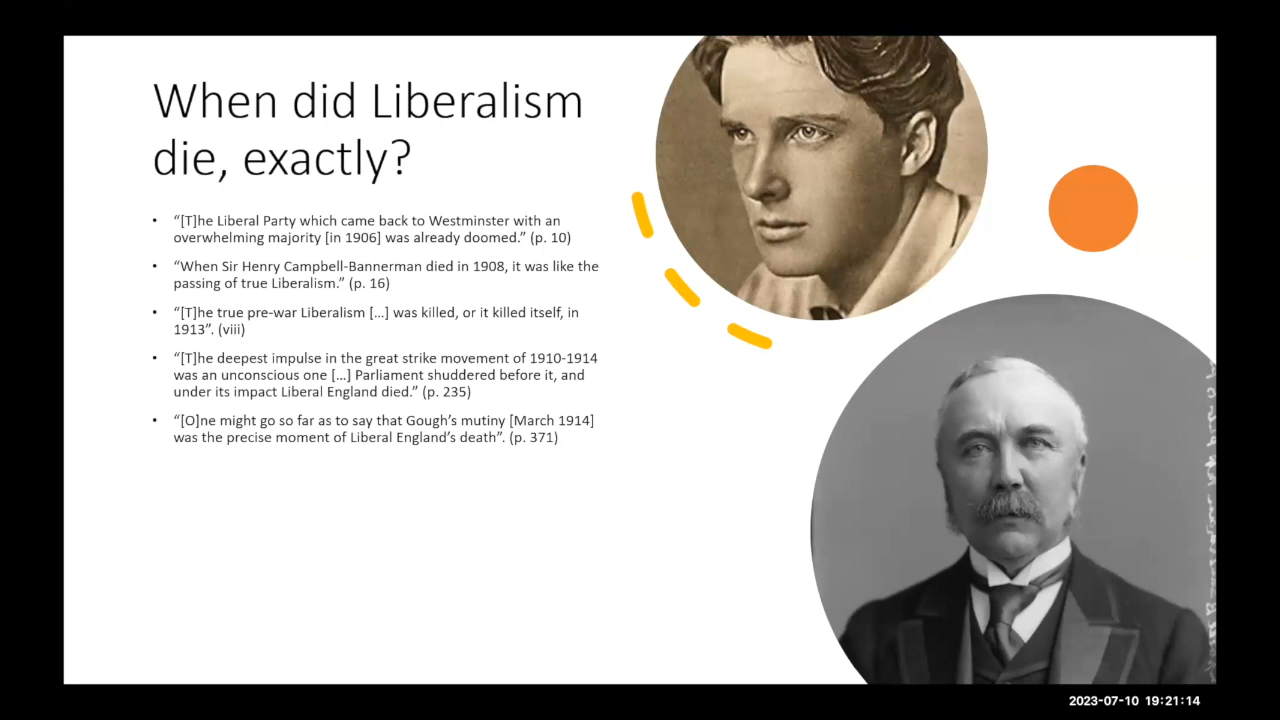 When did Liberalism
die, exactly?
• “[T]he Liberal Party which came back to Westminster with an
overwhelming majority [in 1906] was already doomed.” (p. 10)
• “When Sir Henry Campbell-Bannerman died in 1908, it was like the
passing of true Liberalism.” (p. 16)
• “[T]he true pre-war Liberalism [...] was killed, or it killed itself, in
1913”. (viii)
• “[T]he deepest impulse in the great strike movement of 1910-1914
was an unconscious one [...] Parliament shuddered before it, and
under its impact Liberal England died.” (p. 235)
• “[O]ne might go so far as to say that Gough’s mutiny [March 1914]
was the precise moment of Liberal England’s death”. (p. 371)
2023-07-10 19:21:14